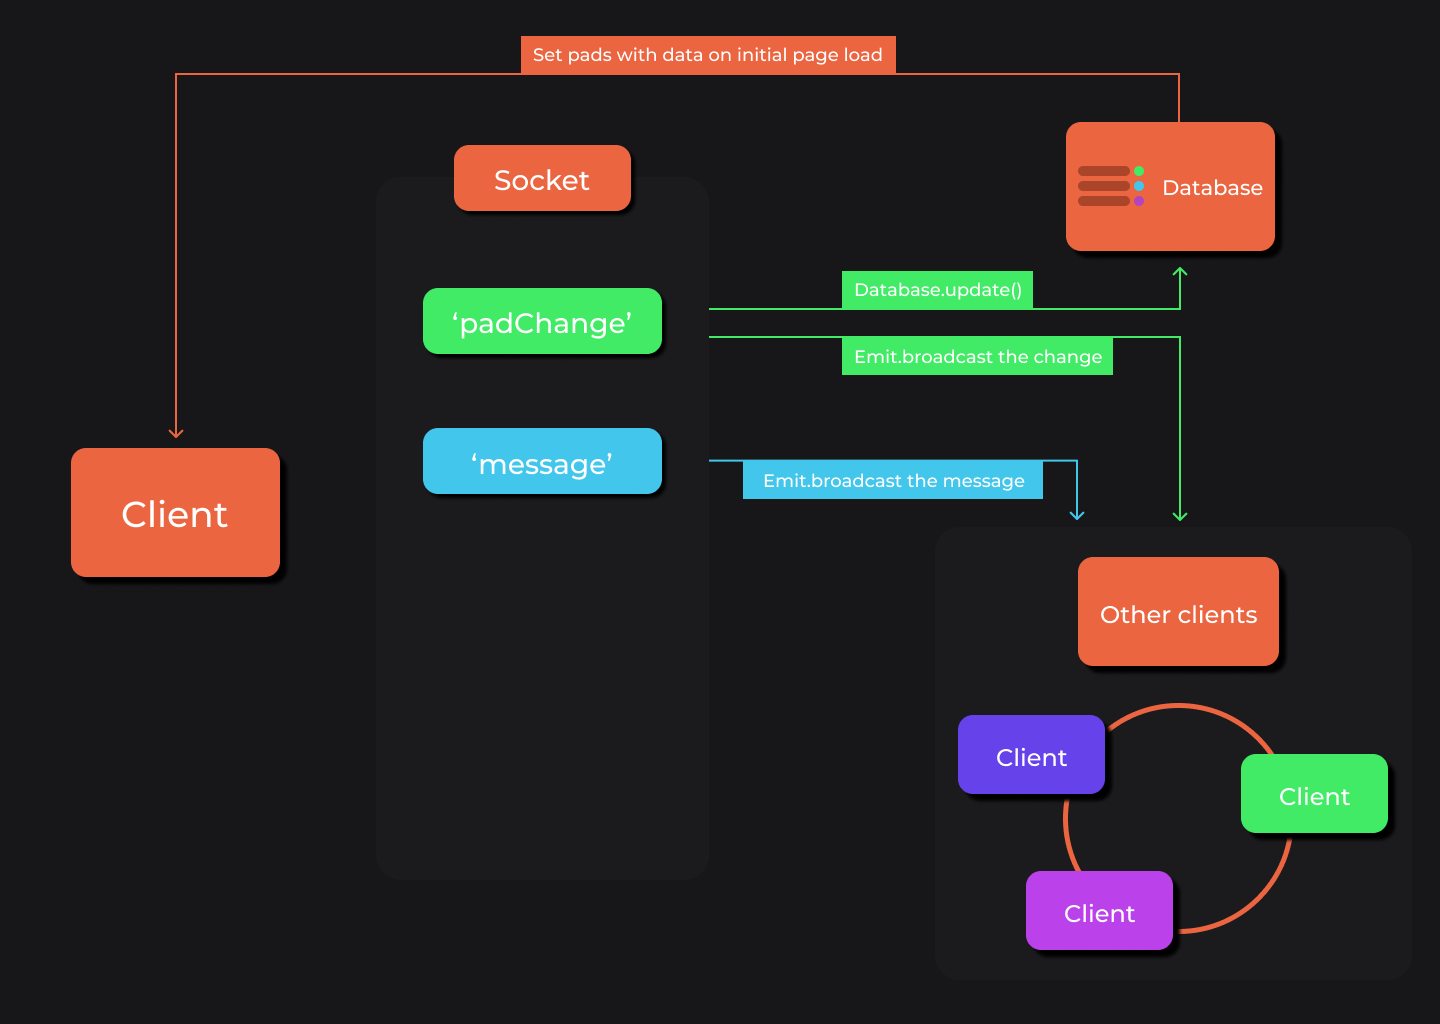 Set pads with data on initial page load
Socket
Database
Database.update()
‘padChange’
Emit.broadcast the change
‘message’
Emit.broadcast the message
Client
Other clients
Client
Client
Client